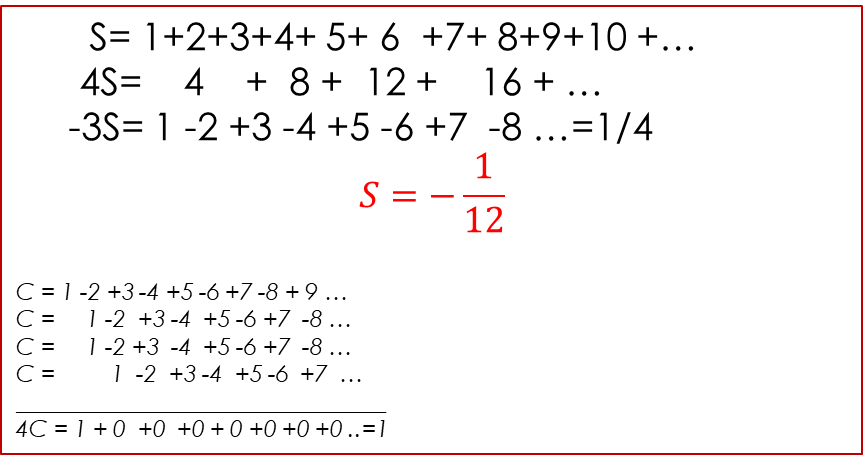 S= 1+2+3+4+ 5+ 6 +7+ 8+9+10 +…
4S= 4 + 8 + 12 + 16 + …
-3S= 1 -2 +3 -4 +5 -6 +7 -8 …=1/4
S = − 1/12
C = 1 -2 +3 -4 +5 -6 +7 -8 + 9 …
C = 1 -2 +3 -4 +5 -6 +7 -8 …
C = 1 -2 +3 -4 +5 -6 +7 -8 …
C = 1 -2 +3 -4 +5 -6 +7 …
4C = 1 + 0 +0 +0 + 0 +0 +0 +0 ..=1